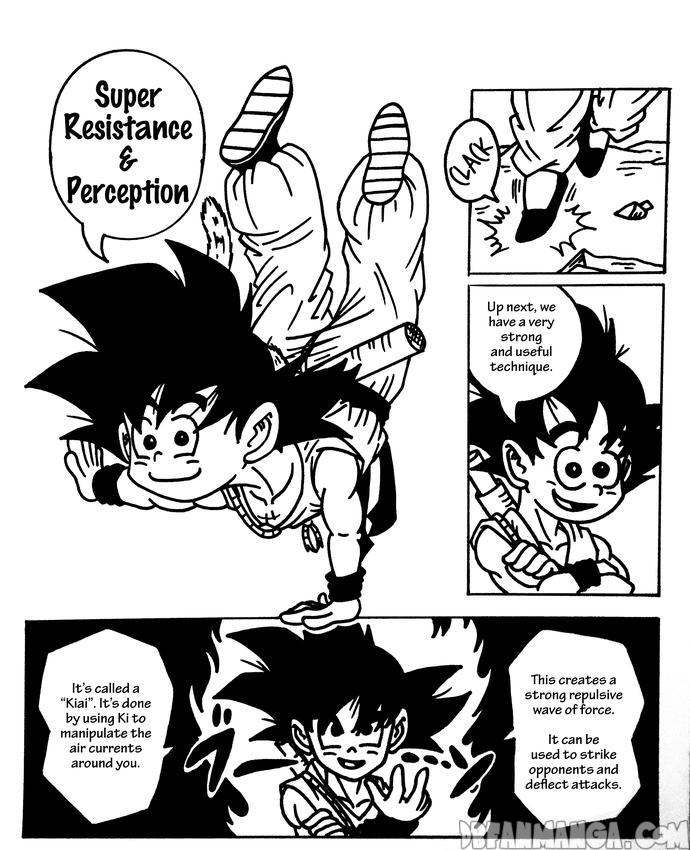 Super
Resistance
&
Perception
CLACK
Up next, we
have a very
strong
and useful
technique.
It's called a
"Kiai". It's done
by using Ki to
manipulate the
air currents
around you.
This creates a
strong repulsive
wave of force.
It can be
used to strike
opponents and
deflect attacks.
DBFANMANGA.COM